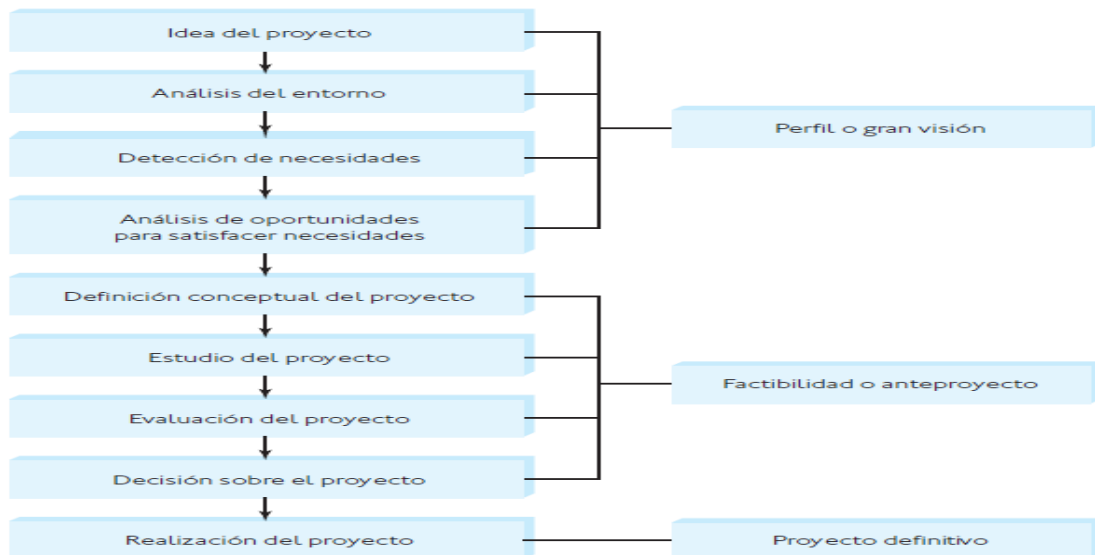 Idea del proyecto
Análisis del entorno
Detección de necesidades
Análisis de oportunidades
para satisfacer necesidades
Perfil o gran visión
Definición conceptual del proyecto
Estudio del proyecto
Evaluación del proyecto
Decisión sobre el proyecto
Factibilidad o anteproyecto
Realización del proyecto
Proyecto definitivo